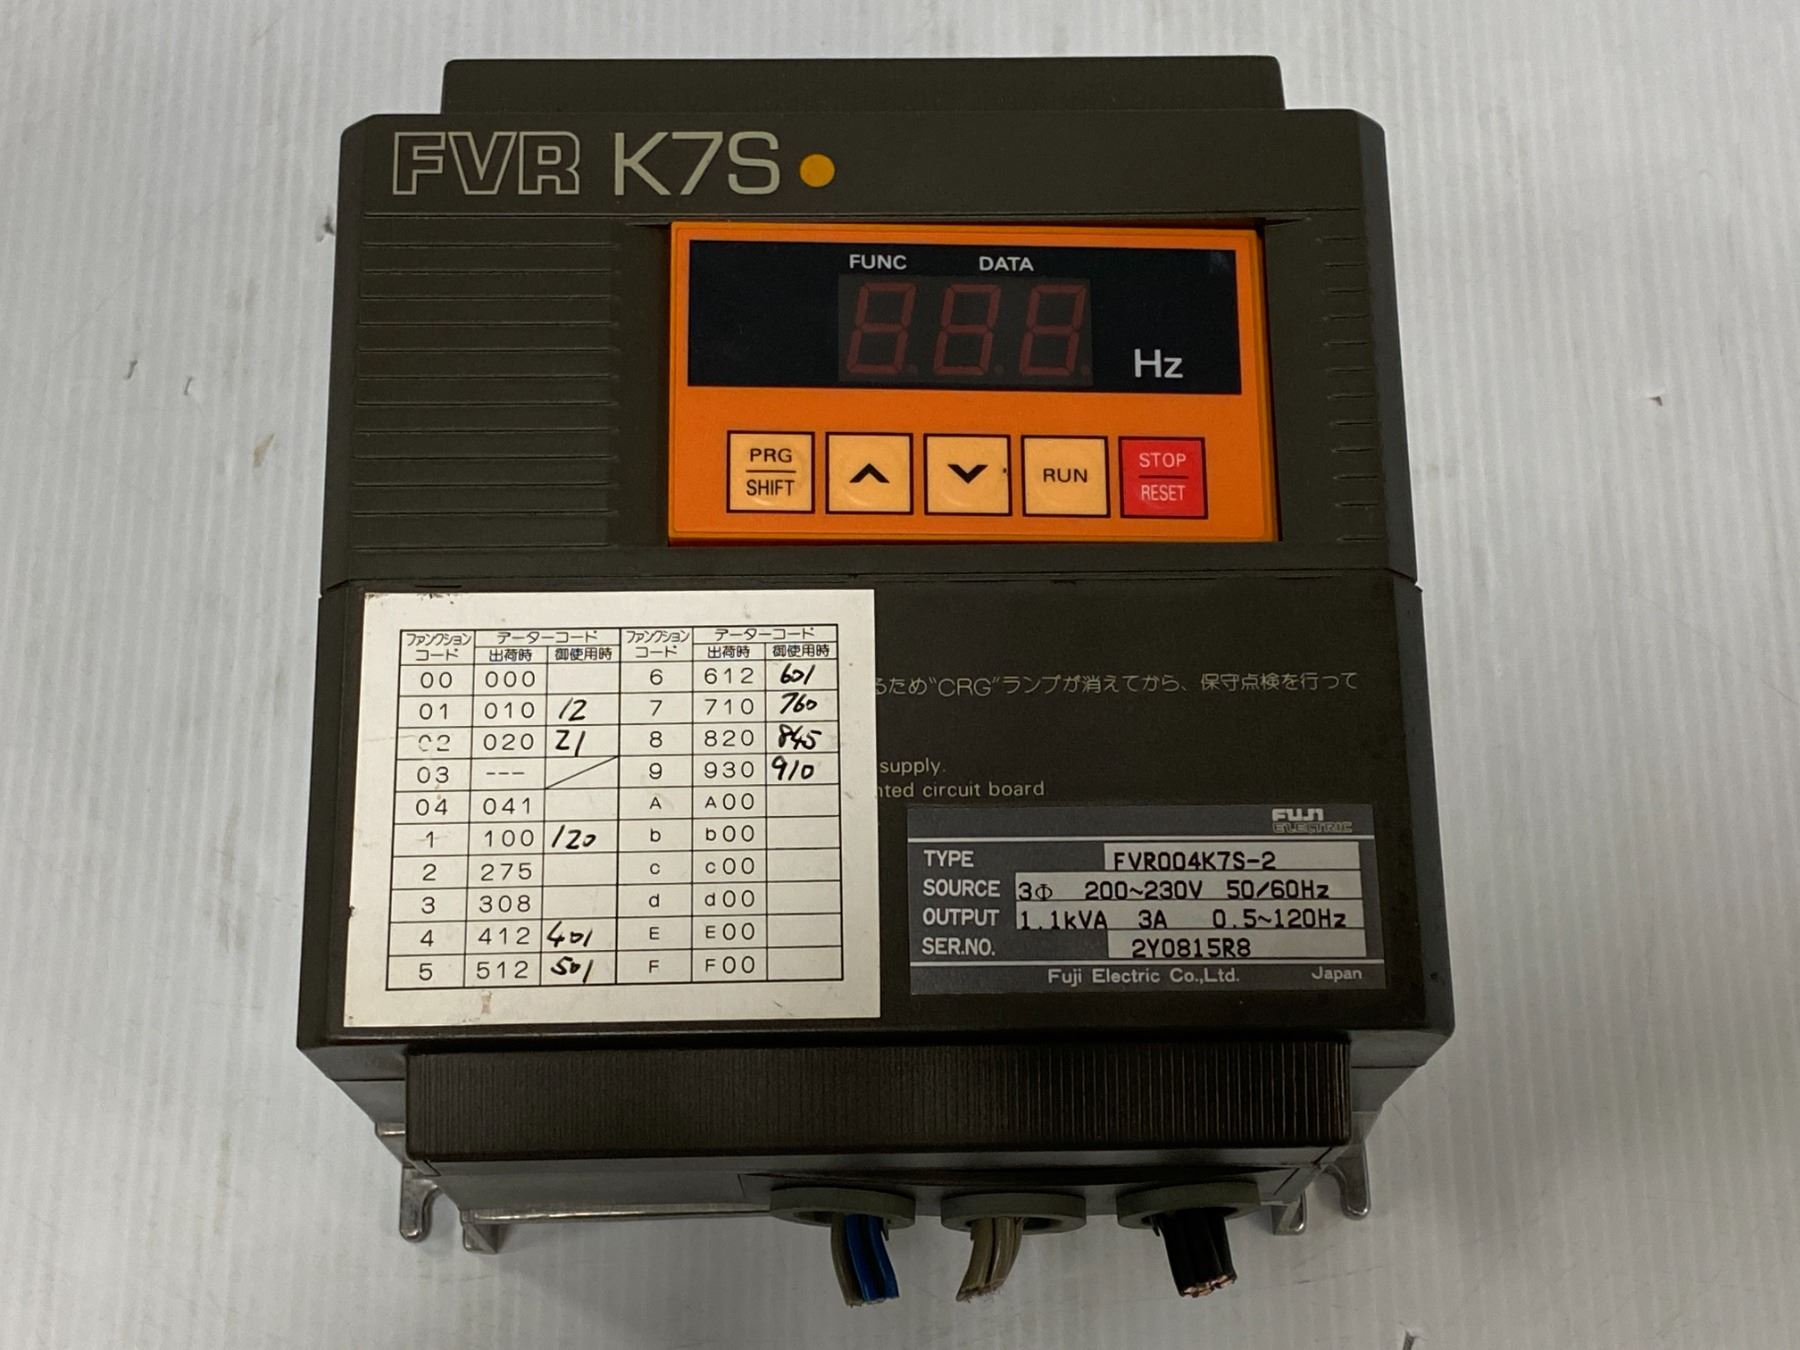 FVR K7S
FUNC DATA
Hz
PRG
SHIFT
RUN
STOP
RESET
ファンクションコード データーコード ファンクションコード データーコード
出荷時 御使用時 出荷時 御使用時
00 000 6 612 601
01 010 12 7 710 760
02 020 21 8 820 845
03 --- 9 930 910
04 041 A A00
1 100 120 b b00
2 275 c c00
3 308 d d00
4 412 401 E E00
5 512 501 F F00
るため"CRG"ランプが消えてから、保守点検を行って
supply.
nted circuit board
FUJI
ELECTRIC
TYPE FVR004K7S-2
SOURCE 3Φ 200~230V 50/60Hz
OUTPUT 1.1kVA 3A 0.5~120Hz
SER.NO. 2Y0815R8
Fuji Electric Co.,Ltd. Japan